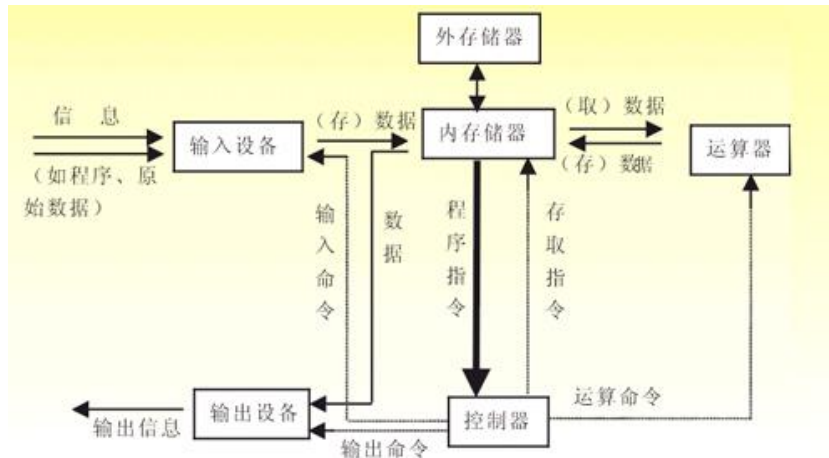 外存储器
信 息
（存）数据
内存储器
（取）数据
输入设备
运算器
（存）数据
（如程序、原
始数据）
输入命令
数据
程序指令
存取指令
运算命令
输出设备
控制器
输出信息
输出命令